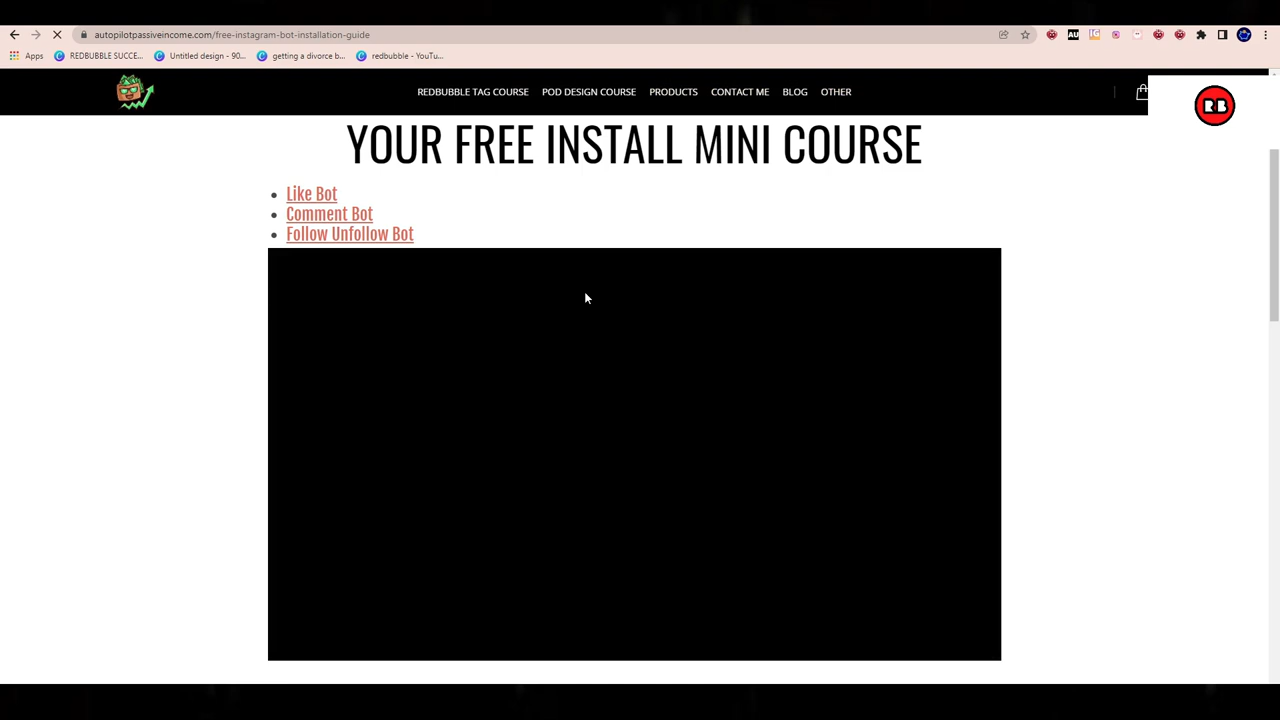 autopilotpassiveincome.com/free-instagram-bot-installation-guide
Apps REDBUBBLE SUCCE... Untitled design - 90... getting a divorce b... redbubble - YouTu...
REDBUBBLE TAG COURSE POD DESIGN COURSE PRODUCTS CONTACT ME BLOG OTHER
RB
YOUR FREE INSTALL MINI COURSE
Like Bot
Comment Bot
Follow Unfollow Bot